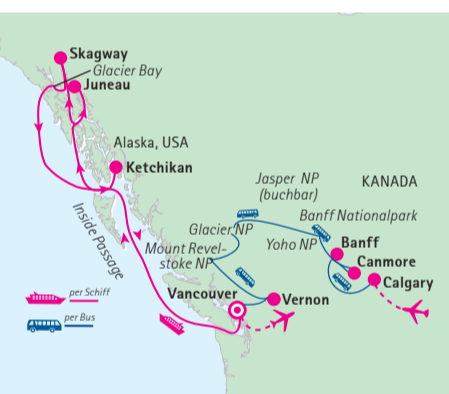 Skagway
Glacier Bay
Juneau
Alaska, USA
Ketchikan
Jasper NP
(buchbar)
KANADA
Banff Nationalpark
Glacier NP
Yoho NP
Banff
Mount Revel-
stoke NP
Canmore
Calgary
Inside Passage
Vancouver
Vernon
per Schiff
per Bus